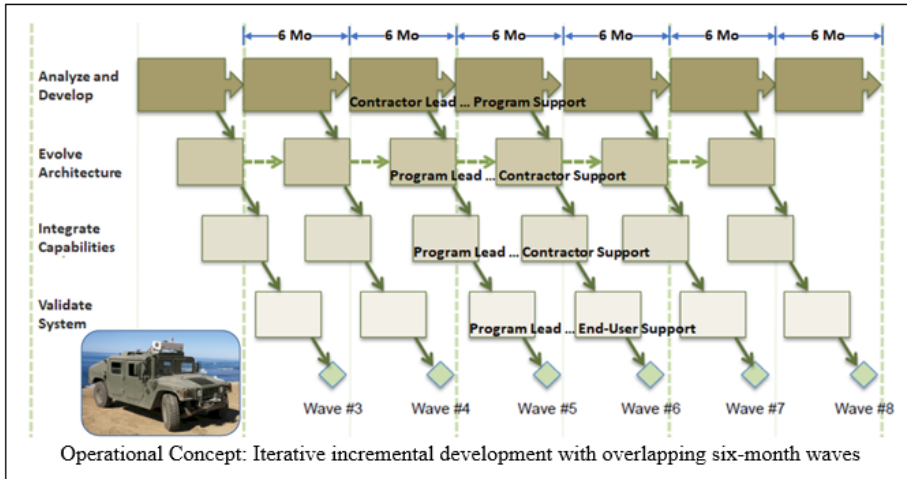 6 Mo 6 Mo 6 Mo 6 Mo 6 Mo 6 Mo
Analyze and
Develop
Contractor Lead ... Program Support
Evolve
Architecture
Program Lead ... Contractor Support
Integrate
Capabilities
Program Lead ... Contractor Support
Validate
System
Program Lead ... End-User Support
Wave #3 Wave #4 Wave #5 Wave #6 Wave #7 Wave #8
Operational Concept: Iterative incremental development with overlapping six-month waves